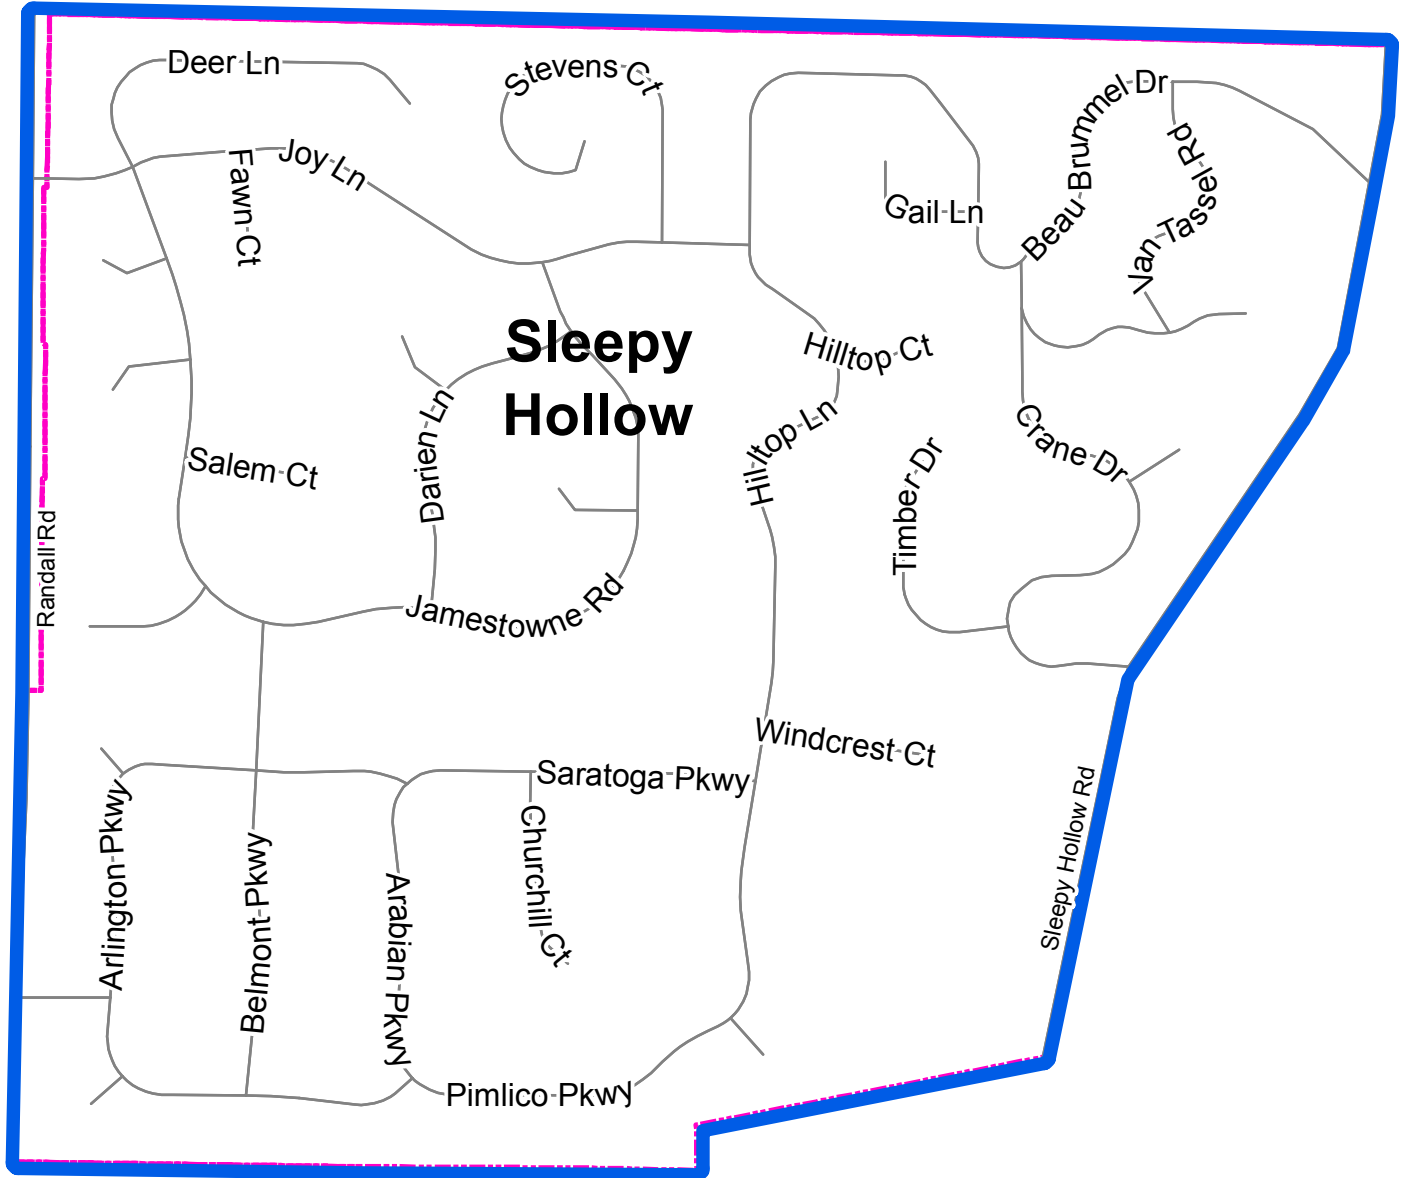 Deer Ln
Stevens Ct
Beau Brummel Dr
Joy Ln
Fawn Ct
Van Tassel Rd
Gail Ln
Sleepy
Hollow
Hilltop Ct
Hilltop Ln
Darien Ln
Crane Dr
Salem Ct
Timber Dr
Randall Rd
Jamestowne Rd
Windcrest Ct
Saratoga Pkwy
Churchill Ct
Arlington Pkwy
Belmont Pkwy
Arabian Pkwy
Sleepy Hollow Rd
Pimlico Pkwy